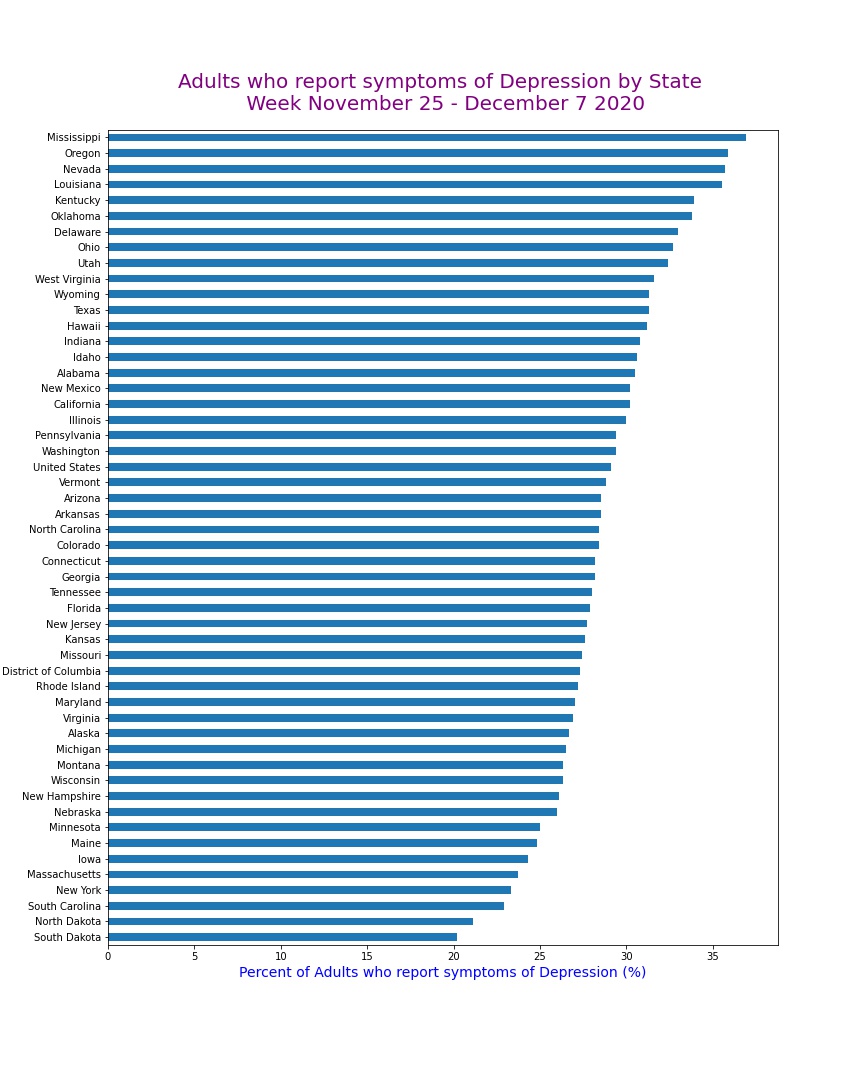 Adults who report symptoms of Depression by State
Week November 25 - December 7 2020
Mississippi
Oregon
Nevada
Louisiana
Kentucky
Oklahoma
Delaware
Ohio
Utah
West Virginia
Wyoming
Texas
Hawaii
Indiana
Idaho
Alabama
New Mexico
California
Illinois
Pennsylvania
Washington
United States
Vermont
Arizona
Arkansas
North Carolina
Colorado
Connecticut
Georgia
Tennessee
Florida
New Jersey
Kansas
Missouri
District of Columbia
Rhode Island
Maryland
Virginia
Alaska
Michigan
Montana
Wisconsin
New Hampshire
Nebraska
Minnesota
Maine
Iowa
Massachusetts
New York
South Carolina
North Dakota
South Dakota
0 5 10 15 20 25 30 35
Percent of Adults who report symptoms of Depression (%)